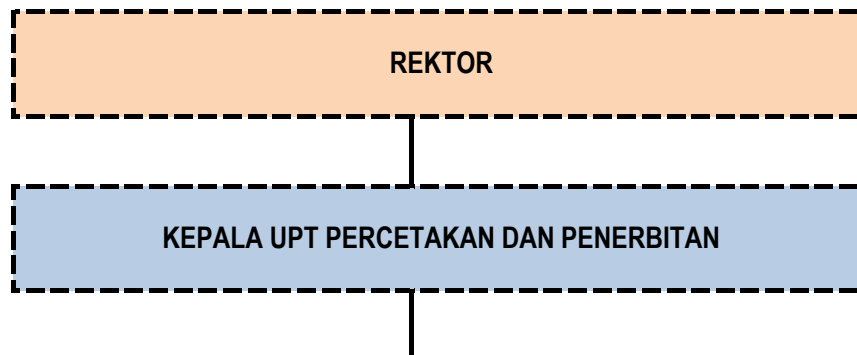 REKTOR
KEPALA UPT PERCETAKAN DAN PENERBITAN